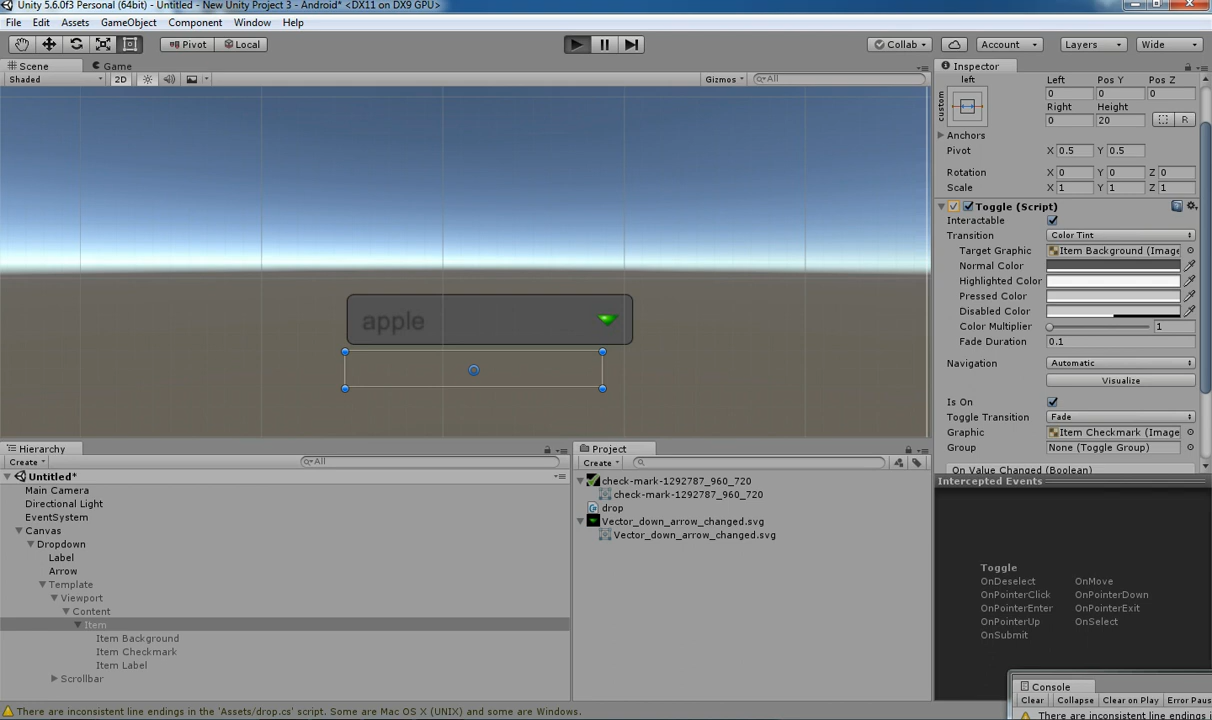 Unity 5.6.0f3 Personal (64bit) - Untitled - New Unity Project 3 - Android* <DX11 on DX9 GPU>
File Edit Assets GameObject Component Window Help
Pivot Local Collab Account Layers Wide
Scene Game
Shaded 2D Gizmos All
apple
Inspector
left Left Pos Y Pos Z
custom 0 0 0
Right Height
0 20 R
Anchors
Pivot X 0.5 Y 0.5
Rotation X 0 Y 0 Z 0
Scale X 1 Y 1 Z 1
Toggle (Script)
Interactable
Transition Color Tint
Target Graphic Item Background (Image
Normal Color
Highlighted Color
Pressed Color
Disabled Color
Color Multiplier 1
Fade Duration 0.1
Navigation Automatic
Visualize
Is On
Toggle Transition Fade
Graphic Item Checkmark (Image
Group None (Toggle Group)
On Value Changed (Boolean)
Hierarchy
Create All
Untitled*
Main Camera
Directional Light
EventSystem
Canvas
Dropdown
Label
Arrow
Template
Viewport
Content
Item
Item Background
Item Checkmark
Item Label
Scrollbar
Project
Create
check-mark-1292787_960_720
check-mark-1292787_960_720
drop
Vector_down_arrow_changed.svg
Vector_down_arrow_changed.svg
Intercepted Events
Toggle
OnDeselect OnMove
OnPointerClick OnPointerDown
OnPointerEnter OnPointerExit
OnPointerUp OnSelect
OnSubmit
Console
Clear Collapse Clear on Play Error Paus
There are inconsistent line endings i
There are inconsistent line endings in the 'Assets/drop.cs' script. Some are Mac OS X (UNIX) and some are Windows.